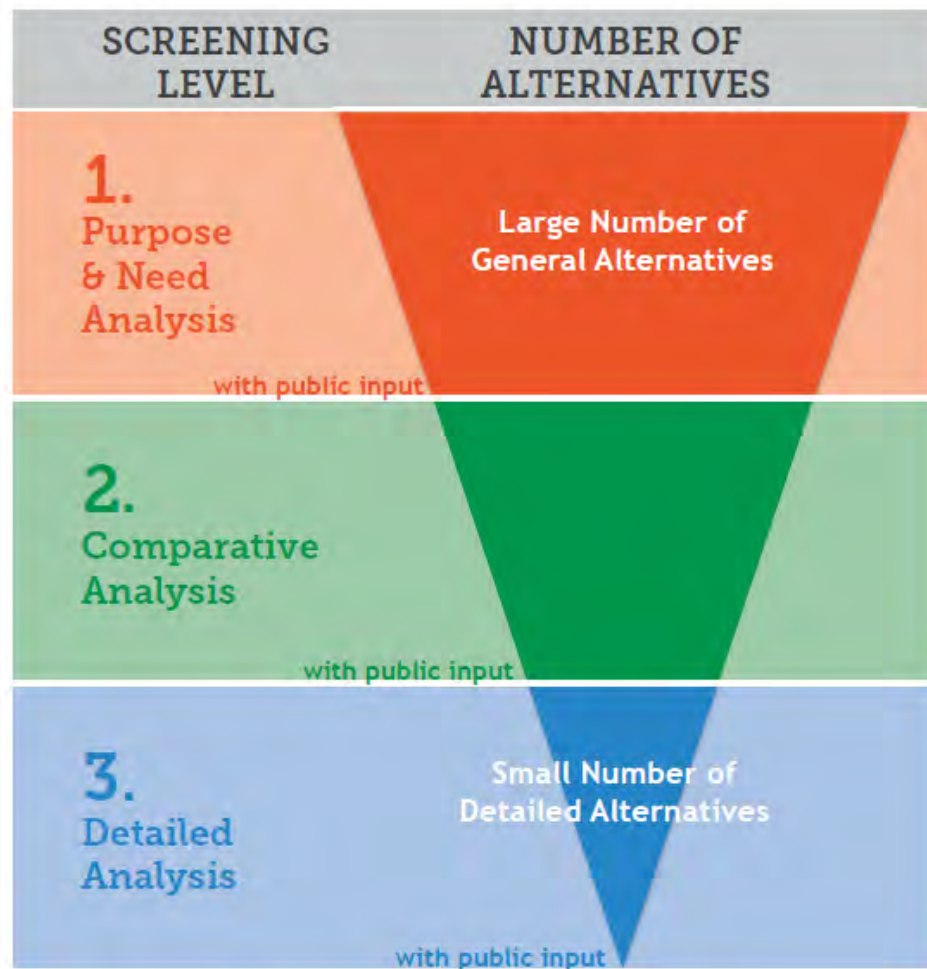 SCREENING
LEVEL
NUMBER OF
ALTERNATIVES
1.
Purpose
& Need
Analysis
Large Number of
General Alternatives
with public input
2.
Comparative
Analysis
with public input
3.
Detailed
Analysis
Small Number of
Detailed Alternatives
with public input